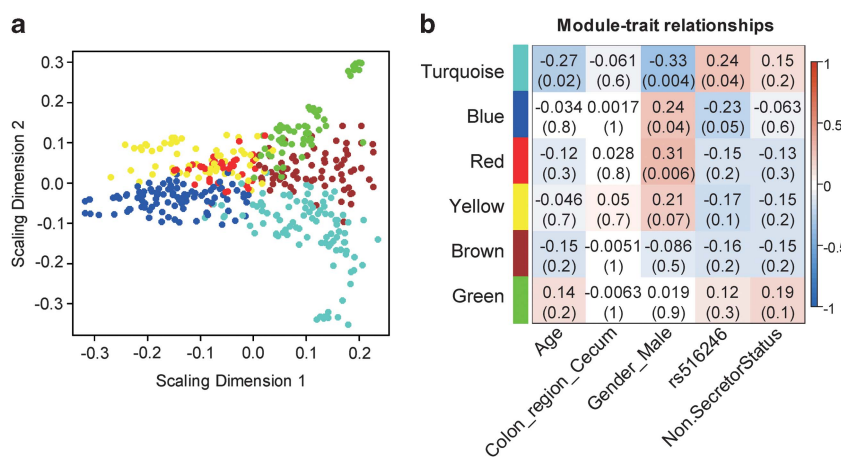 a
0.3
0.2
0.1
0.0
-0.1
-0.2
-0.3
Scaling Dimension 2
-0.3 -0.2 -0.1 0.0 0.1 0.2
Scaling Dimension 1
b
Module-trait relationships
Turquoise -0.27 -0.061 -0.33 0.24 0.15
(0.02) (0.6) (0.004) (0.04) (0.2)
Blue -0.034 0.0017 0.24 -0.23 -0.063
(0.8) (1) (0.04) (0.05) (0.6)
Red -0.12 0.028 0.31 -0.15 -0.13
(0.3) (0.8) (0.006) (0.2) (0.3)
Yellow -0.046 0.05 0.21 -0.17 -0.15
(0.7) (0.7) (0.07) (0.1) (0.2)
Brown -0.15 -0.0051 -0.086 -0.16 -0.15
(0.2) (1) (0.5) (0.2) (0.2)
Green 0.14 -0.0063 0.019 0.12 0.19
(0.2) (1) (0.9) (0.3) (0.1)
Age
Colon_region_Cecum
Gender_Male
rs516246
Non.SecretorStatus
1
0.5
0
-0.5
-1